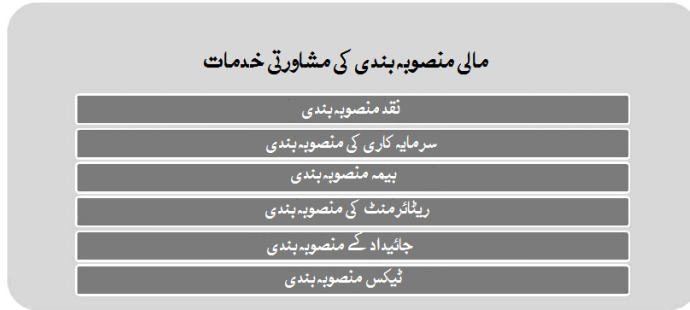 مالی منصوبہ بندی کی مشاورتی خدمات
نقد منصوبہ بندی
سرمایہ کاری کی منصوبہ بندی
بیمہ منصوبہ بندی
ریٹائرمنٹ کی منصوبہ بندی
جائیداد کے منصوبہ بندی
ٹیکس منصوبہ بندی